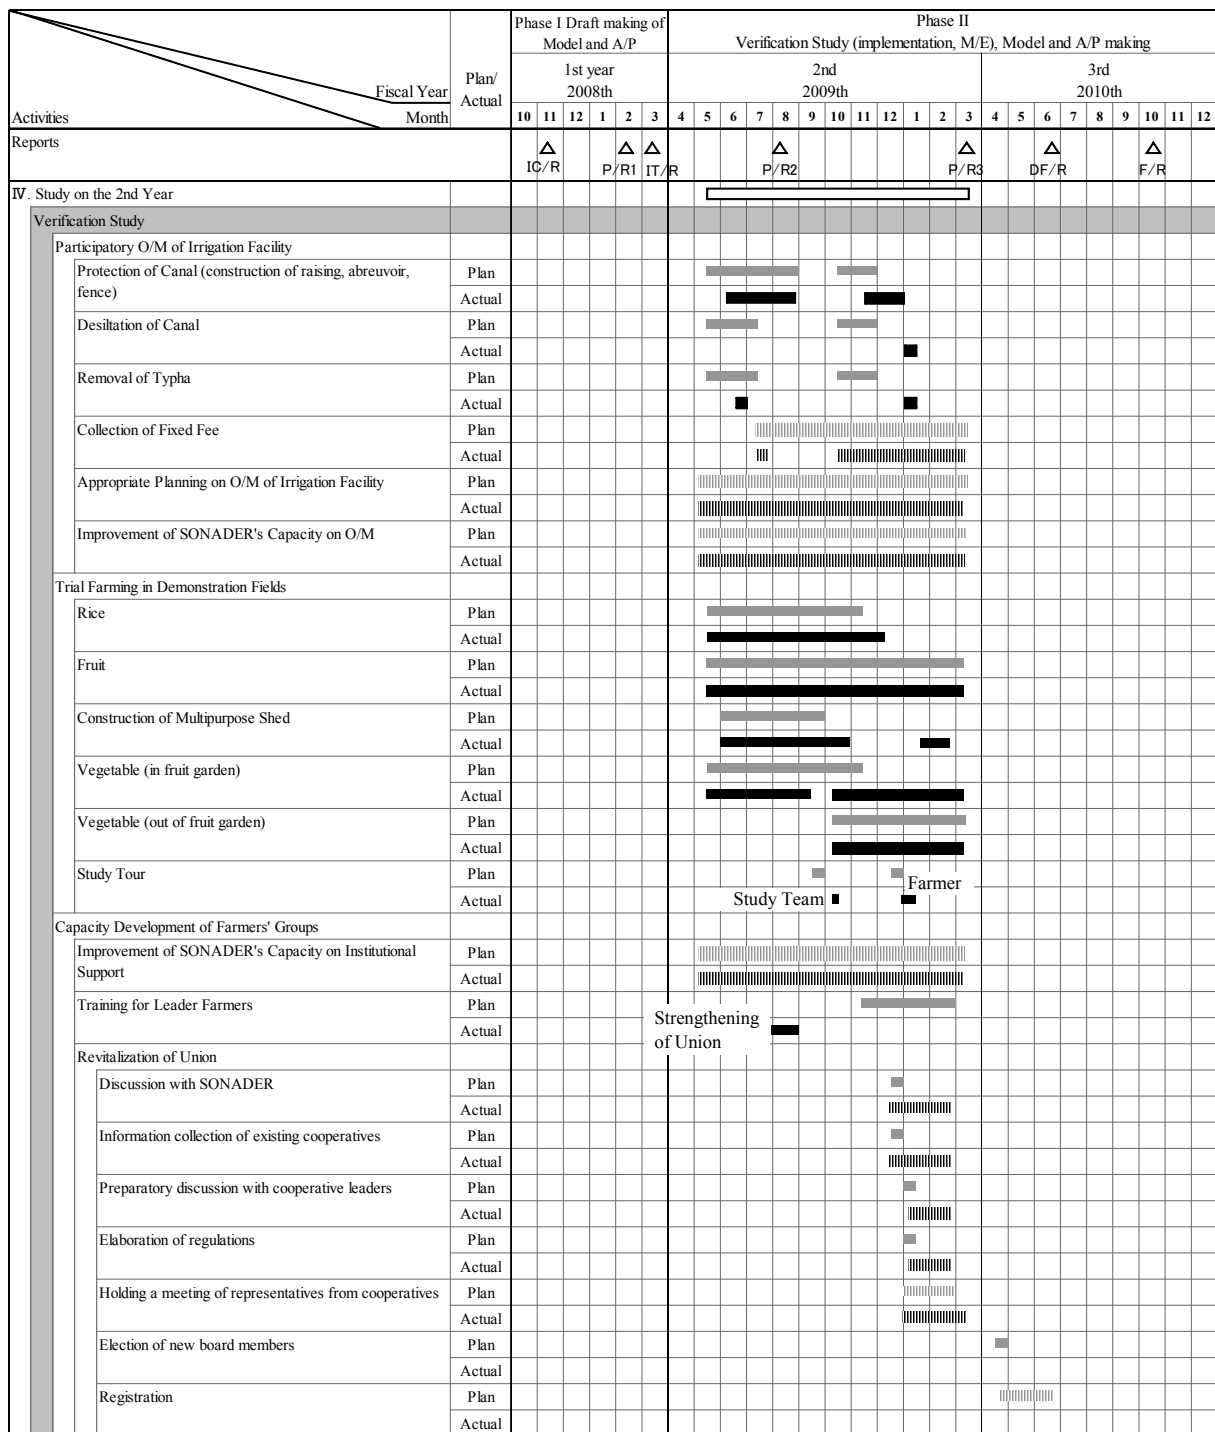 Phase I Draft making of Model and A/P
Phase II
Verification Study (implementation, M/E), Model and A/P making
1st year
2008th
2nd
2009th
3rd
2010th
Fiscal Year
Month
Activities
Plan/
Actual
10 11 12 1 2 3 4 5 6 7 8 9 10 11 12 1 2 3 4 5 6 7 8 9 10 11 12
Reports
IC/R P/R1 IT/R P/R2 P/R3 DF/R F/R
Ⅳ. Study on the 2nd Year
Verification Study
Participatory O/M of Irrigation Facility
Protection of Canal (construction of raising, abreuvoir, Plan
fence)
Actual
Desiltation of Canal Plan
Actual
Removal of Typha Plan
Actual
Collection of Fixed Fee Plan
Actual
Appropriate Planning on O/M of Irrigation Facility Plan
Actual
Improvement of SONADER's Capacity on O/M Plan
Actual
Trial Farming in Demonstration Fields
Rice Plan
Actual
Fruit Plan
Actual
Construction of Multipurpose Shed Plan
Actual
Vegetable (in fruit garden) Plan
Actual
Vegetable (out of fruit garden) Plan
Actual
Study Tour Plan
Farmer
Actual Study Team
Capacity Development of Farmers' Groups
Improvement of SONADER's Capacity on Institutional Plan
Support
Actual
Training for Leader Farmers Plan
Strengthening
of Union
Actual
Revitalization of Union
Discussion with SONADER Plan
Actual
Information collection of existing cooperatives Plan
Actual
Preparatory discussion with cooperative leaders Plan
Actual
Elaboration of regulations Plan
Actual
Holding a meeting of representatives from cooperatives Plan
Actual
Election of new board members Plan
Actual
Registration Plan
Actual